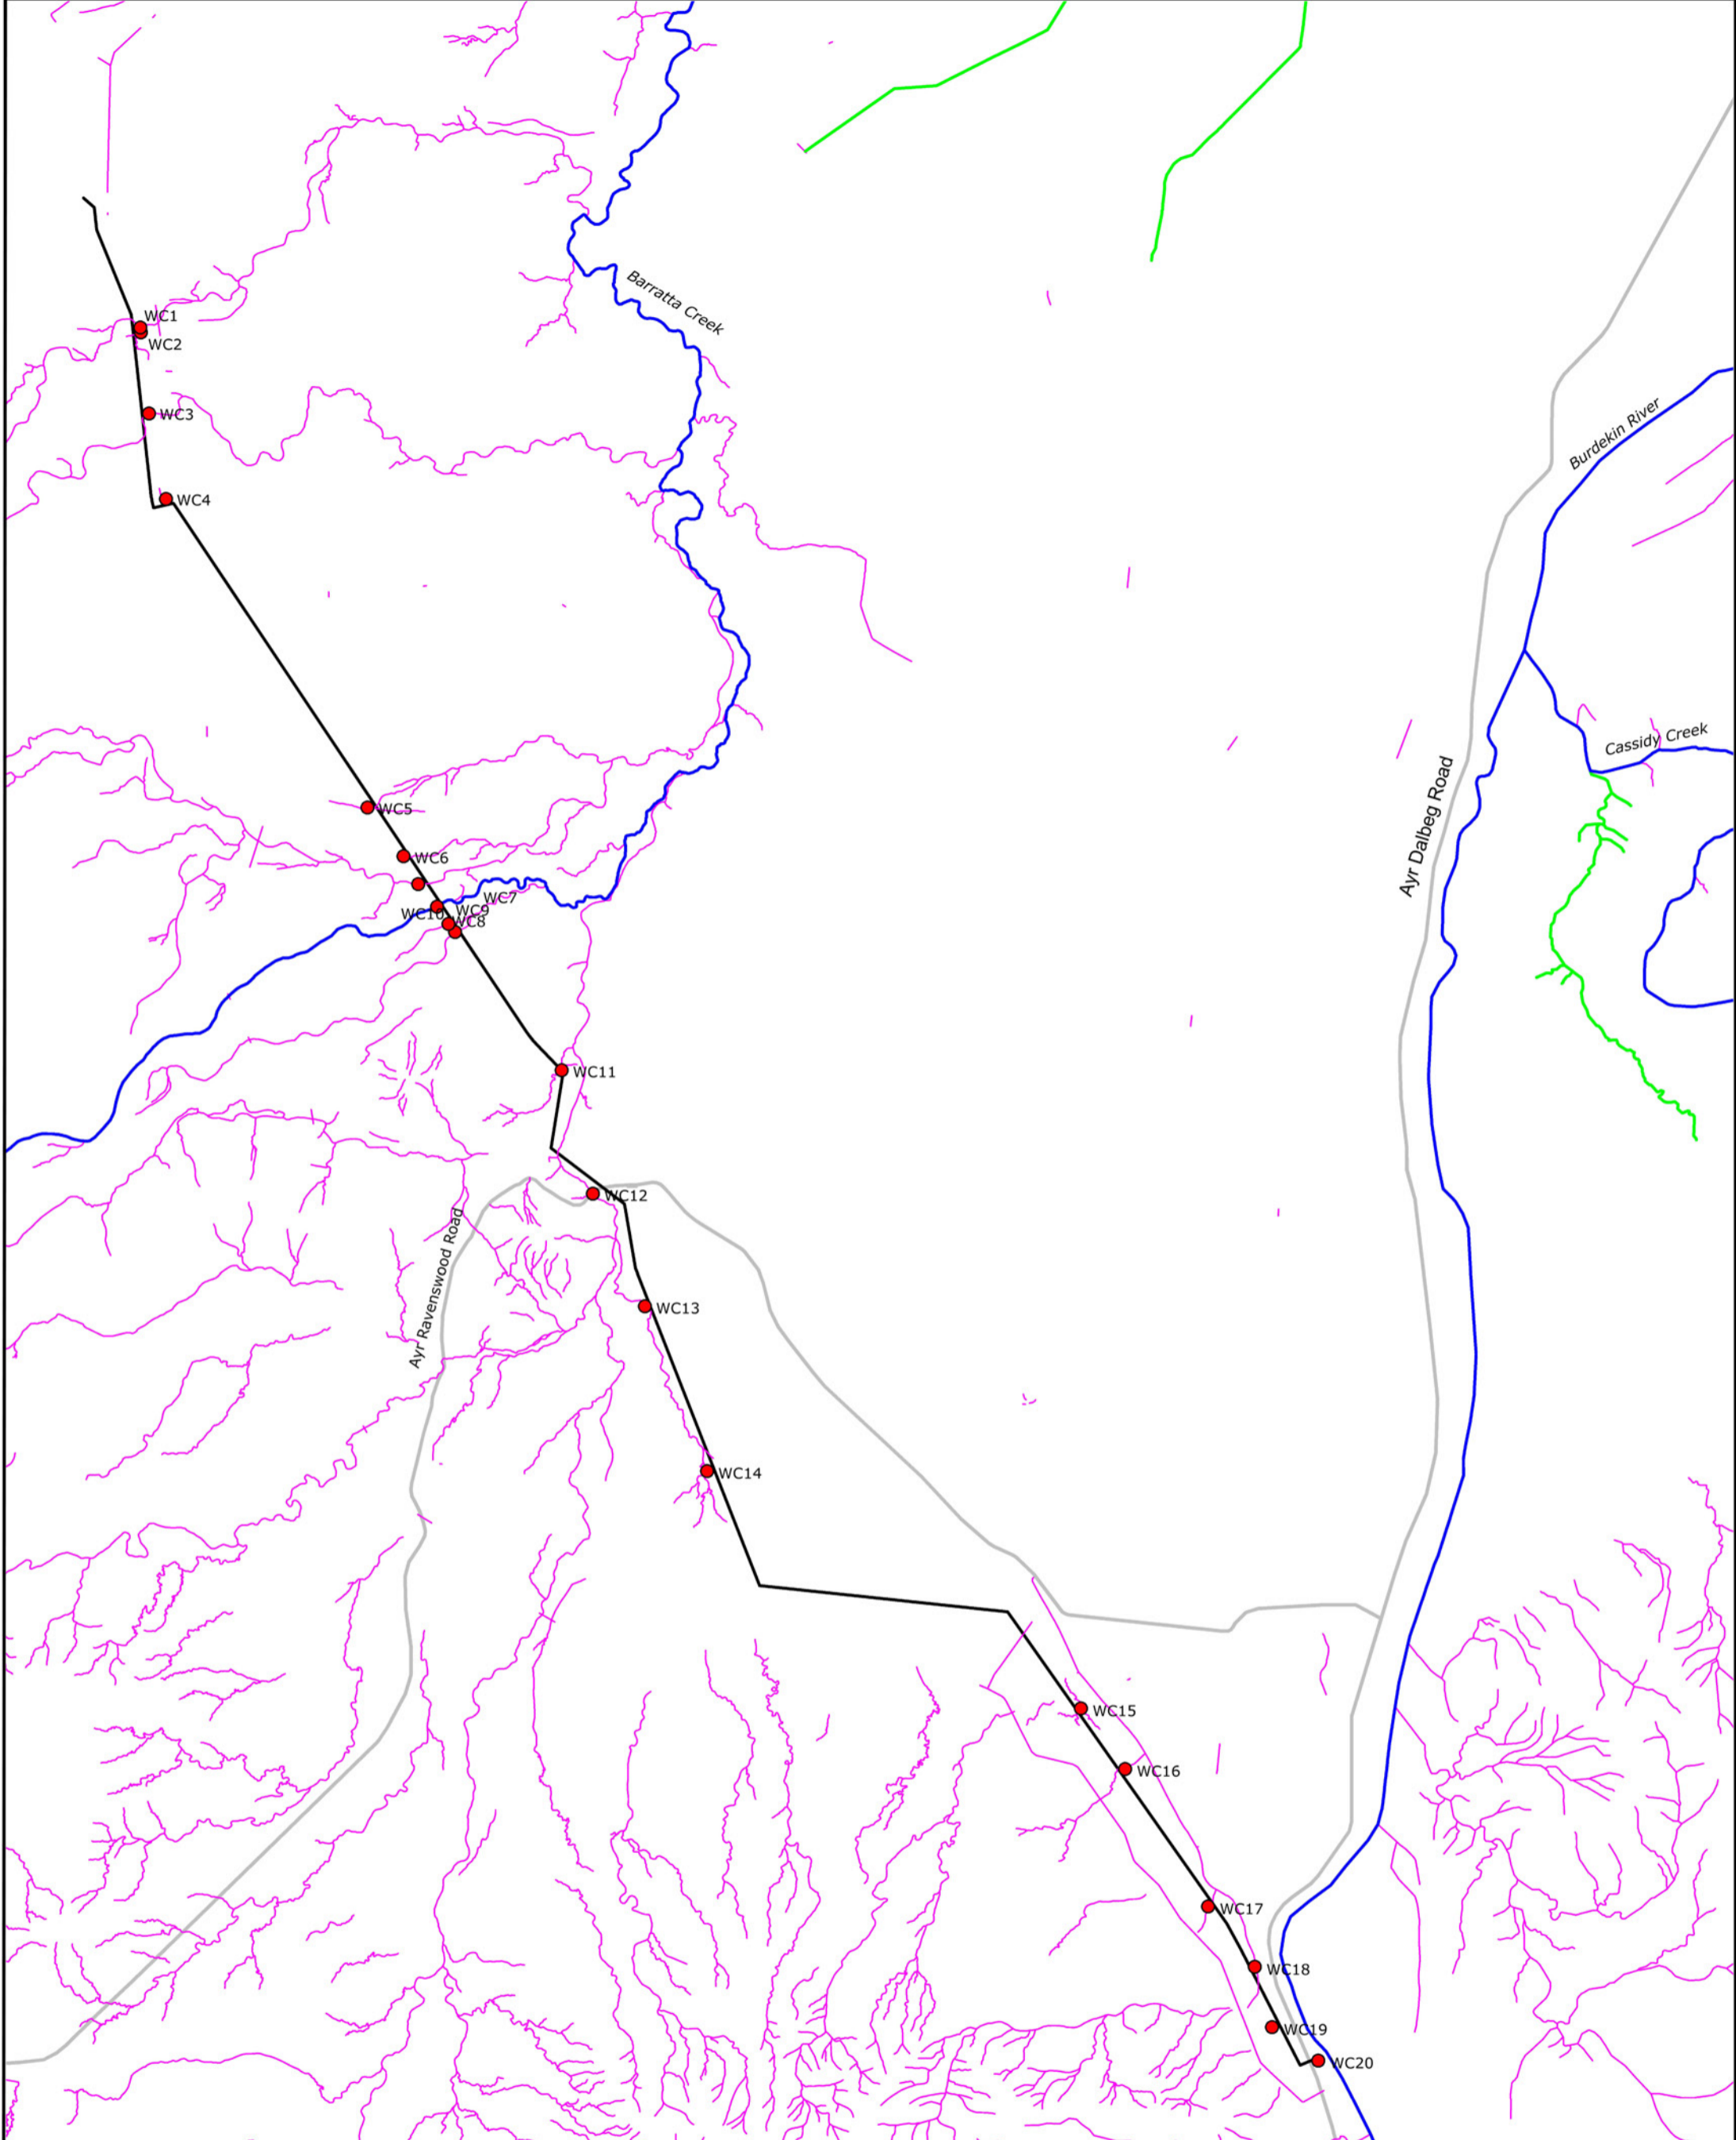 Barratta Creek
WC1
WC2
Burdekin River
WC3
WC4
Cassidy Creek
Ayr Dalbeg Road
WC5
WC6
WC7
WC10
WC9
WC8
WC11
WC12
Ayr Ravenswood Road
WC13
WC14
WC15
WC16
WC17
WC18
WC19
WC20